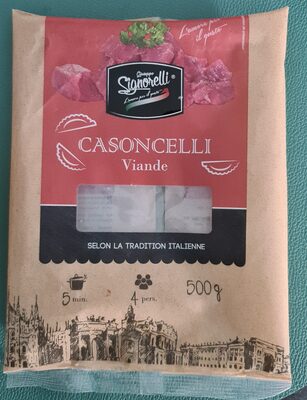 L'amore per
il gusto
Gruppo
Signorelli®
L'amore per il gusto
CASONCELLI
Viande
SELON LA TRADITION ITALIENNE
5 min.
4 pers.
500g